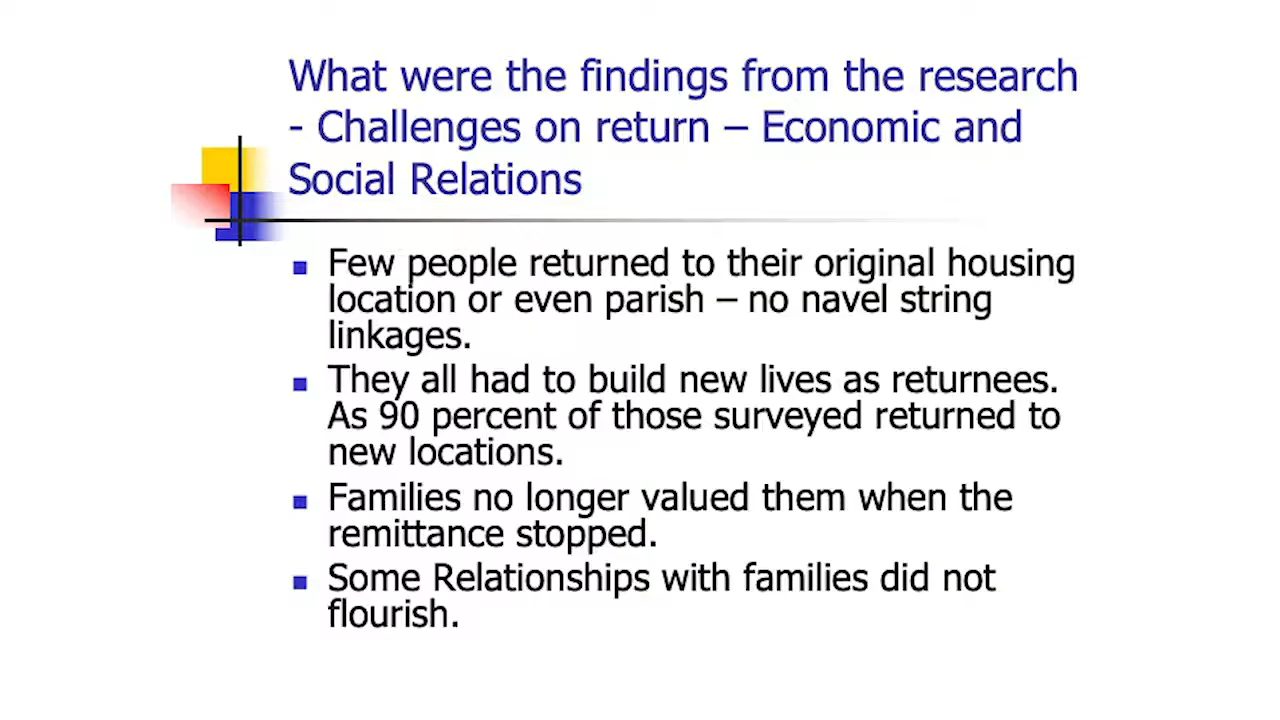 What were the findings from the research
- Challenges on return – Economic and
Social Relations
Few people returned to their original housing
location or even parish – no navel string
linkages.
They all had to build new lives as returnees.
As 90 percent of those surveyed returned to
new locations.
Families no longer valued them when the
remittance stopped.
Some Relationships with families did not
flourish.